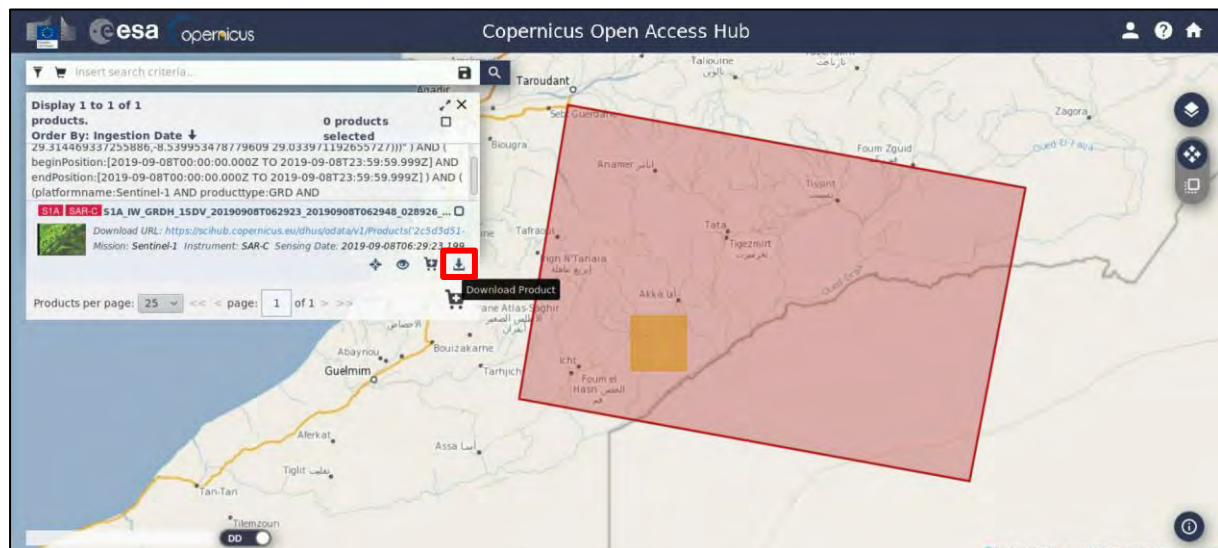 esa opernicus
Copernicus Open Access Hub
Insert search criteria...
Display 1 to 1 of 1
products.
0 products
selected
Order By: Ingestion Date
29.314469337255886,-8.539953478779609 29.033971192655727)))" ) AND (
beginPosition:[2019-09-08T00:00:00.000Z TO 2019-09-08T23:59:59.999Z] AND
endPosition:[2019-09-08T00:00:00.000Z TO 2019-09-08T23:59:59.999Z] ) AND (
(platformname:Sentinel-1 AND producttype:GRD AND
S1A SAR-C S1A_IW_GRDH_1SDV_20190908T062923_20190908T062948_028926_...
Download URL: https://scihub.copernicus.eu/dhus/odata/v1/Products('2c5d3d51-
Mission: Sentinel-1 Instrument: SAR-C Sensing Date: 2019-09-08T06:29:23.199
Download Product
Products per page: 25 << < page: 1 of 1 > >>
Agadir
Taliouine
Taroudant
Zagora
Biougra
Anamer
Foum Zguid
Tissint
Tata
Tigezmirt
Akka
Abaynou
Bouizakarne
Guelmim
Tarhjicht
Icht
Foum el
Hasn
Aferkat
Assa
Tiglit
Tan-Tan
Tilemzoun
DD